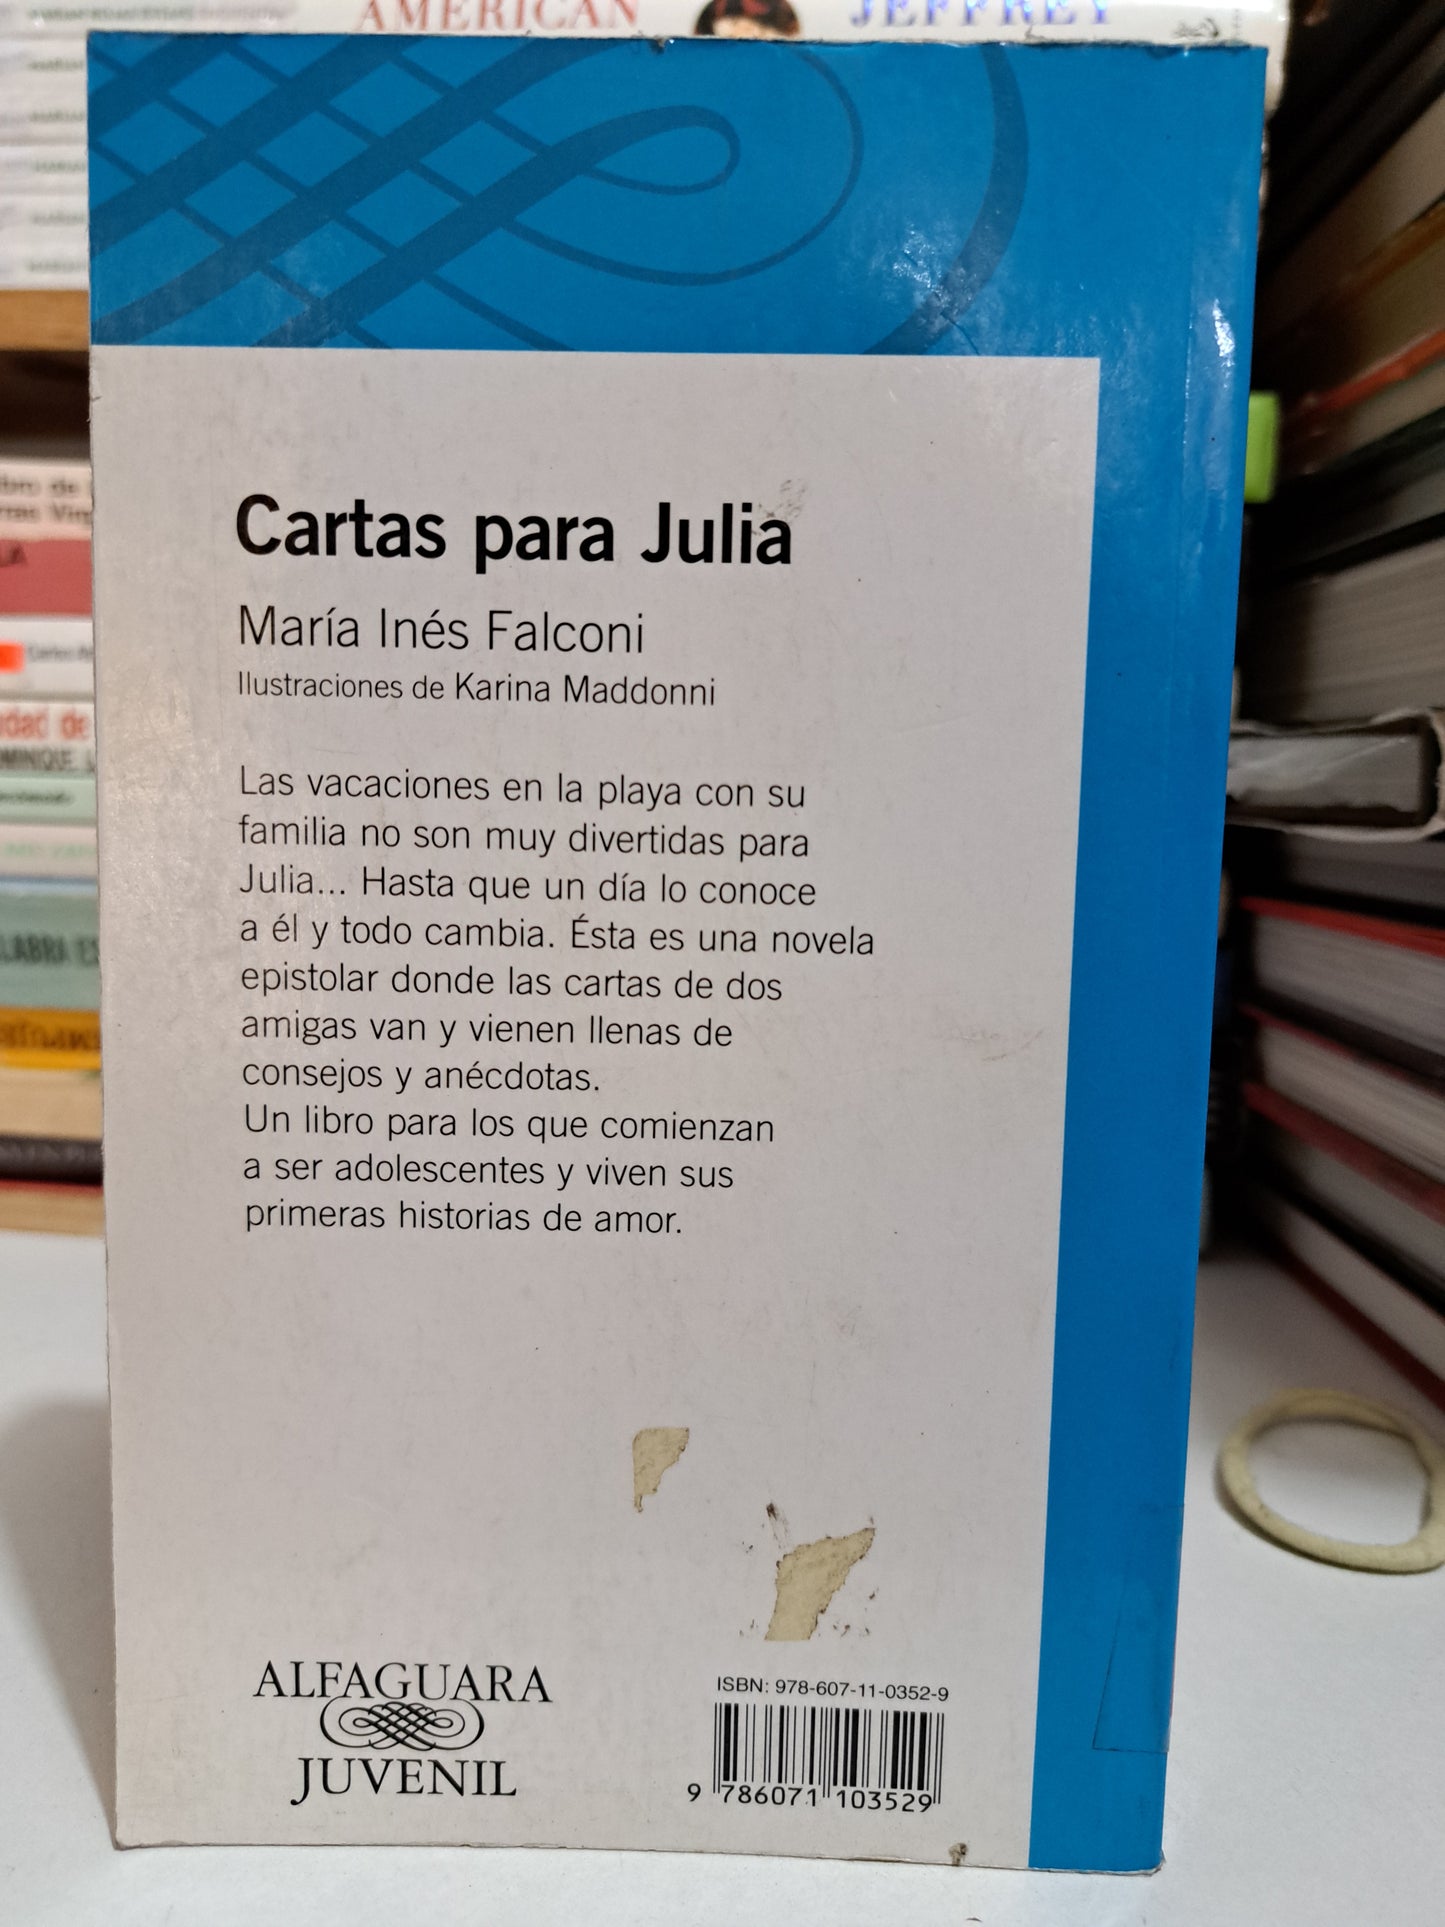 AMERICAN
JEFFREY
Cartas para Julia
María Inés Falconi
Ilustraciones de Karina Maddonni
Las vacaciones en la playa con su
familia no son muy divertidas para
Julia... Hasta que un día lo conoce
a él y todo cambia. Ésta es una novela
epistolar donde las cartas de dos
amigas van y vienen llenas de
consejos y anécdotas.
Un libro para los que comienzan
a ser adolescentes y viven sus
primeras historias de amor.
ALFAGUARA
JUVENIL
ISBN: 978-607-11-0352-9
9 786071 103529